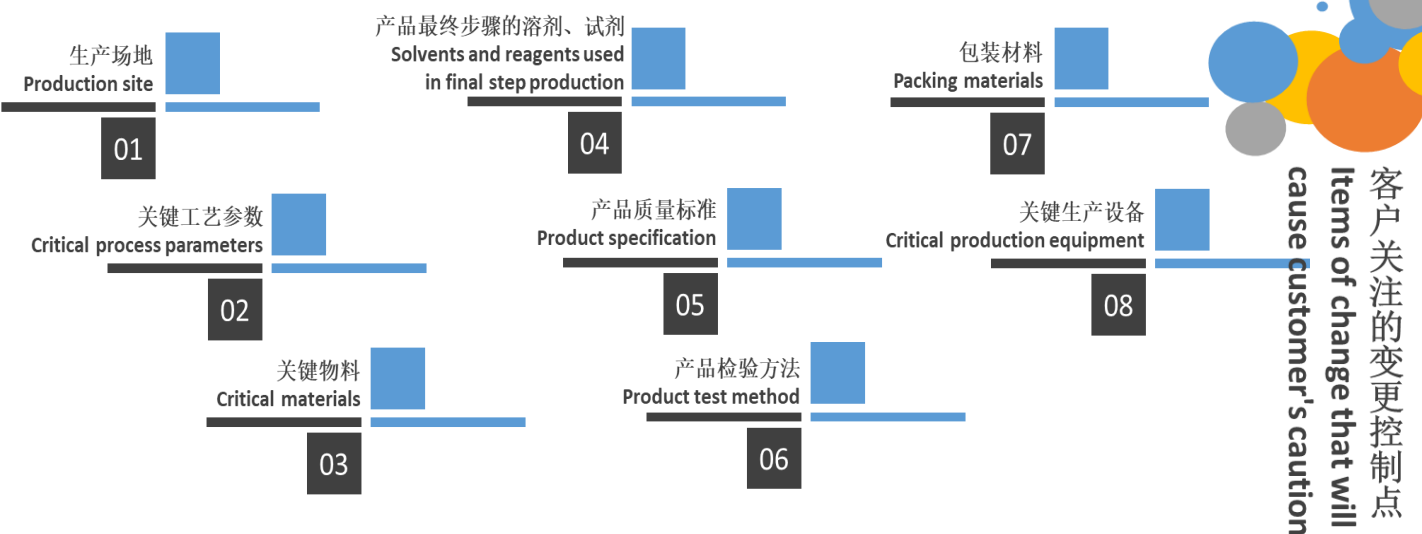 生产场地
Production site
01
关键工艺参数
Critical process parameters
02
关键物料
Critical materials
03
产品最终步骤的溶剂、试剂
Solvents and reagents used
in final step production
04
产品质量标准
Product specification
05
产品检验方法
Product test method
06
包装材料
Packing materials
07
关键生产设备
Critical production equipment
08
客户关注的变更控制点
Items of change that will
cause customer's caution